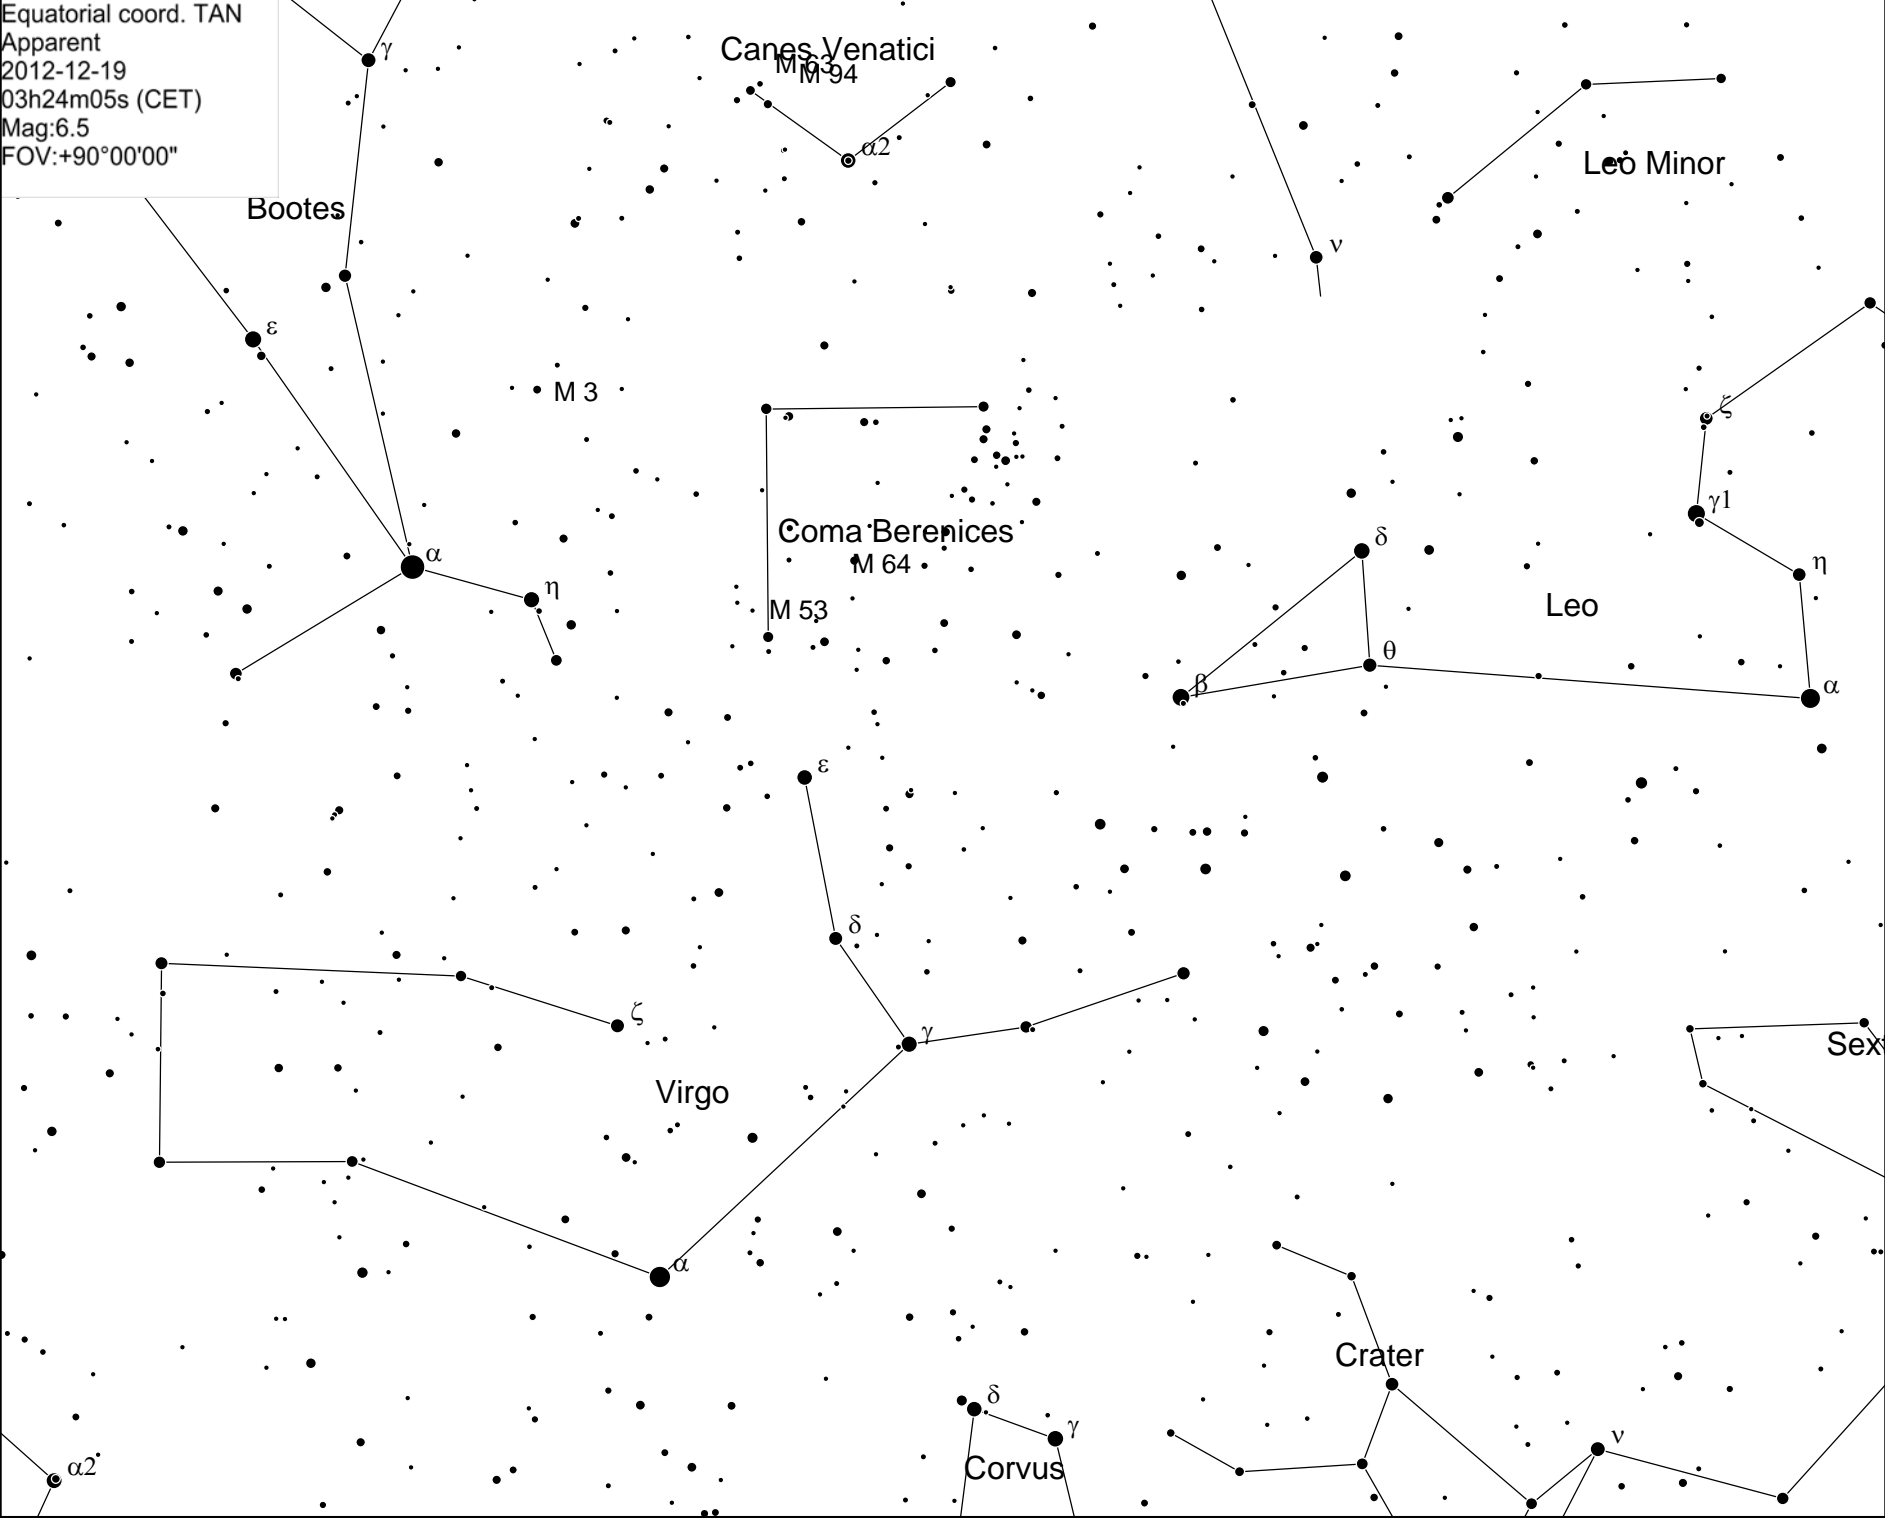 Equatorial coord. TAN
Apparent
2012-12-19
03h24m05s (CET)
Mag:6.5
FOV:+90°00'00"
γ
Canes Venatici
M 63
M 94
α2
Leo Minor
Bootes
ν
ε
M 3
ζ
γ1
Coma Berenices
δ
α
M 64
η
η
M 53
Leo
θ
β
α
ε
δ
ζ
γ
Sext
Virgo
α
Crater
δ
γ
ν
α2
Corvus